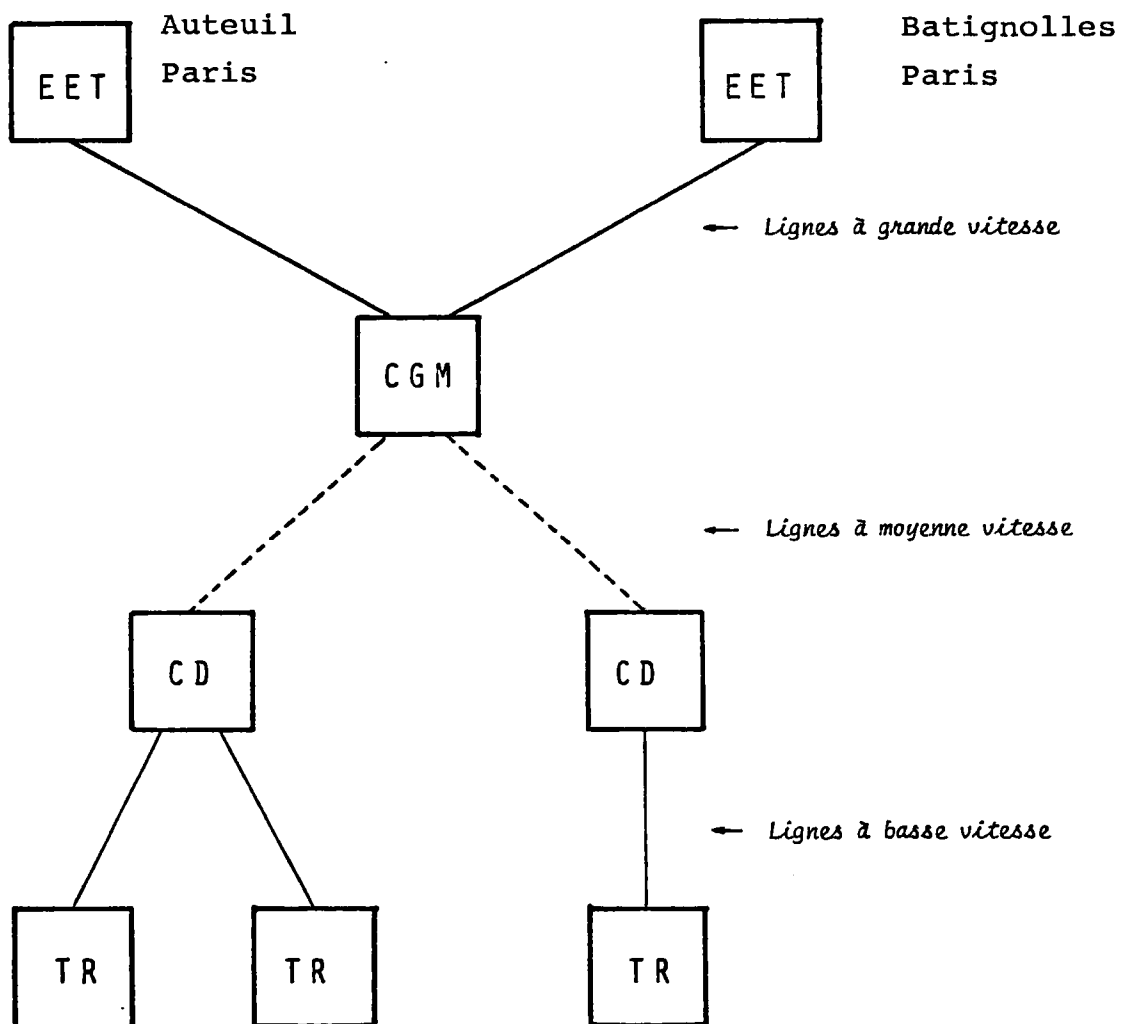 Auteuil
Paris
EET
Batignolles
Paris
EET
← Lignes à grande vitesse
CGM
← Lignes à moyenne vitesse
CD
CD
← Lignes à basse vitesse
TR
TR
TR